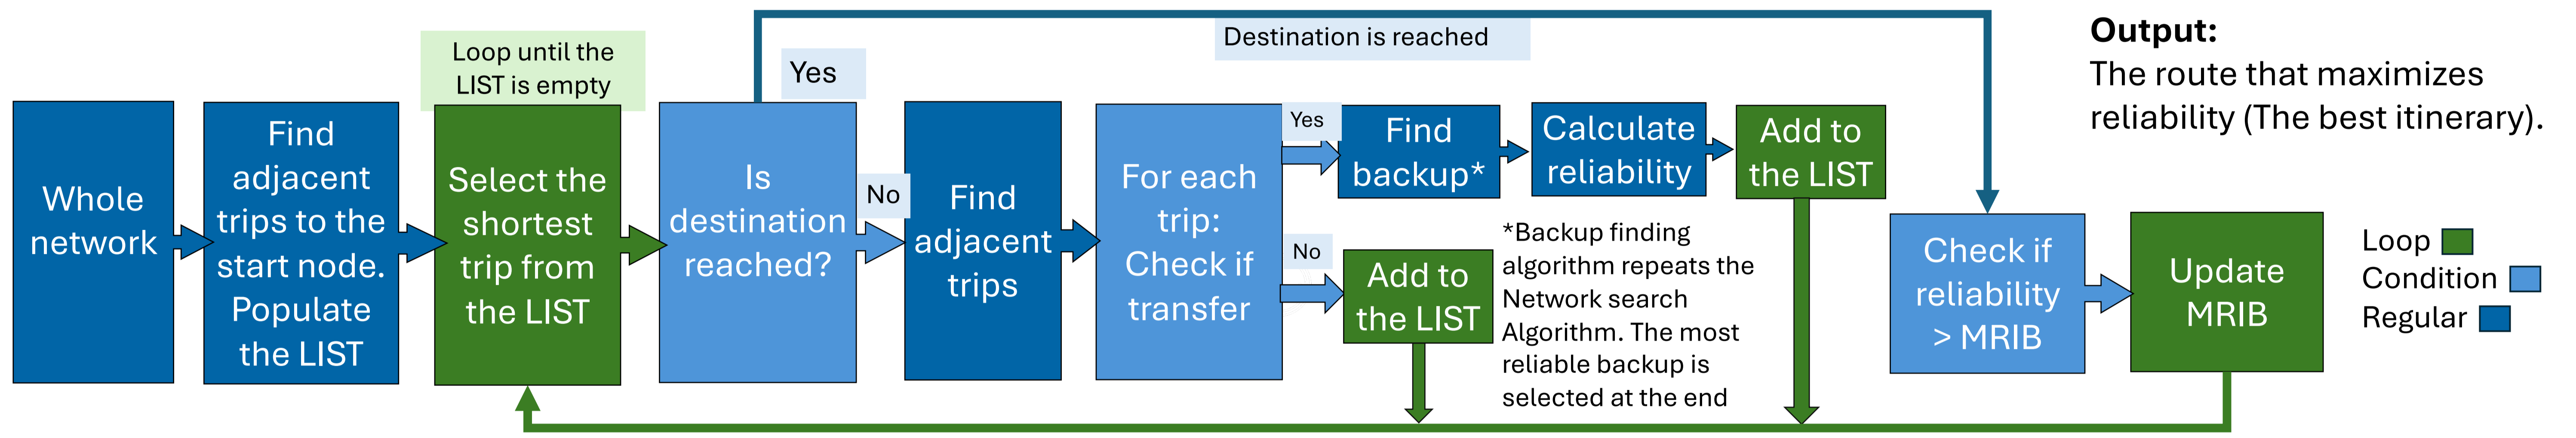 Whole
network
Find
adjacent
trips to the
start node.
Populate
the LIST
Loop until the
LIST is empty
Select the
shortest
trip from
the LIST
Is
destination
reached?
Yes
No
Destination is reached
Find
adjacent
trips
For each
trip:
Check if
transfer
Yes
Find
backup*
Calculate
reliability
Add to
the LIST
No
Add to
the LIST
*Backup finding
algorithm repeats the
Network search
Algorithm. The most
reliable backup is
selected at the end
Check if
reliability
> MRIB
Update
MRIB
Output:
The route that maximizes
reliability (The best itinerary).
Loop
Condition
Regular